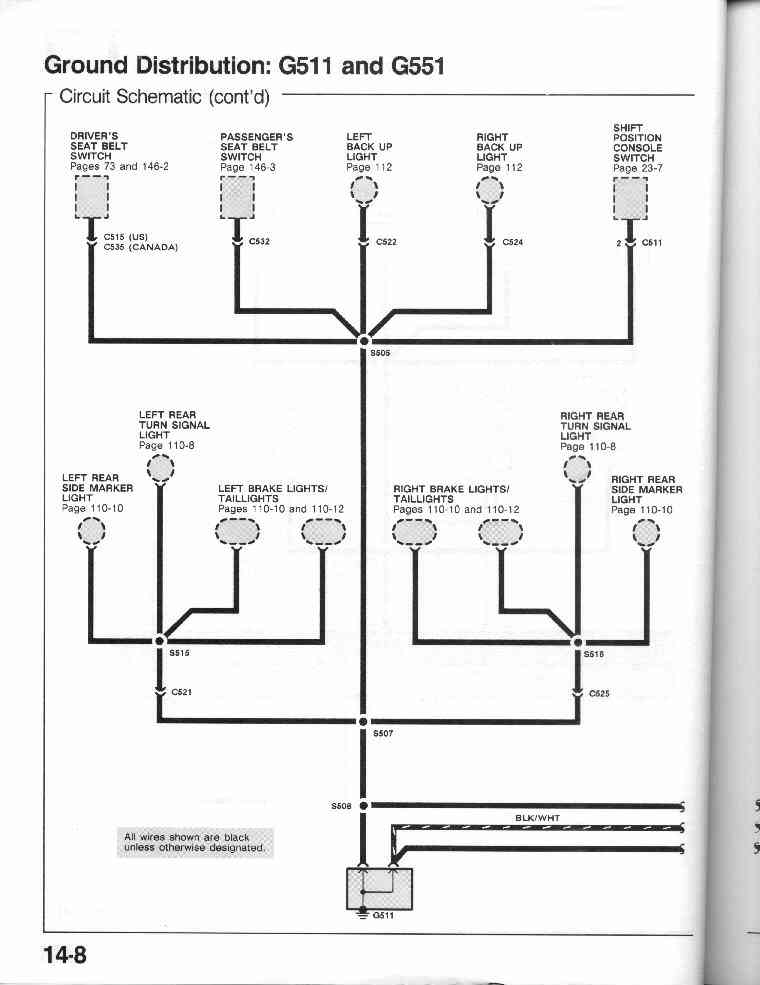 Ground Distribution: G511 and G551
Circuit Schematic (cont'd)
DRIVER'S
SEAT BELT
SWITCH
Pages 73 and 146-2
PASSENGER'S
SEAT BELT
SWITCH
Page 146-3
LEFT
BACK UP
LIGHT
Page 112
RIGHT
BACK UP
LIGHT
Page 112
SHIFT
POSITION
CONSOLE
SWITCH
Page 23-7
C515 (US)
C535 (CANADA)
C532
C522
C524
2
C511
S505
LEFT REAR
TURN SIGNAL
LIGHT
Page 110-8
RIGHT REAR
TURN SIGNAL
LIGHT
Page 110-8
LEFT REAR
SIDE MARKER
LIGHT
Page 110-10
LEFT BRAKE LIGHTS/
TAILLIGHTS
Pages 110-10 and 110-12
RIGHT BRAKE LIGHTS/
TAILLIGHTS
Pages 110-10 and 110-12
RIGHT REAR
SIDE MARKER
LIGHT
Page 110-10
S515
S516
C521
C525
S507
S508
BLK/WHT
All wires shown are black
unless otherwise designated.
G511
14-8